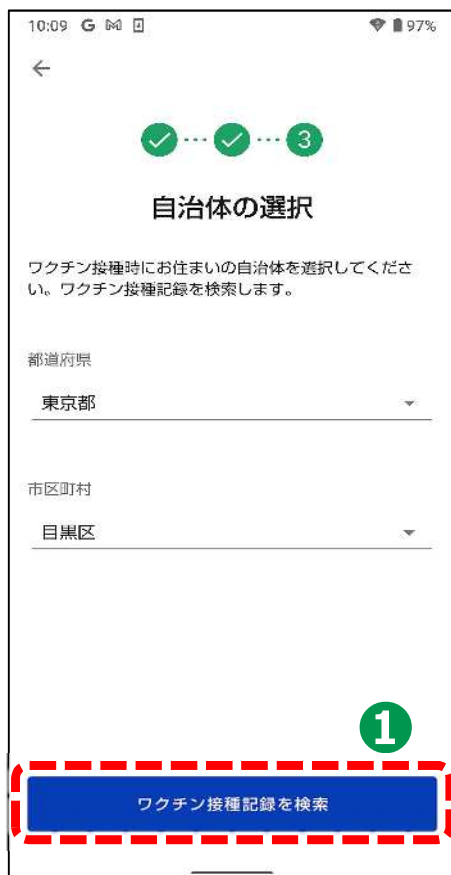 10:09 G 97%
3
自治体の選択
ワクチン接種時にお住まいの自治体を選択してくださ
い。ワクチン接種記録を検索します。
都道府県
東京都
市区町村
目黒区
1
ワクチン接種記録を検索